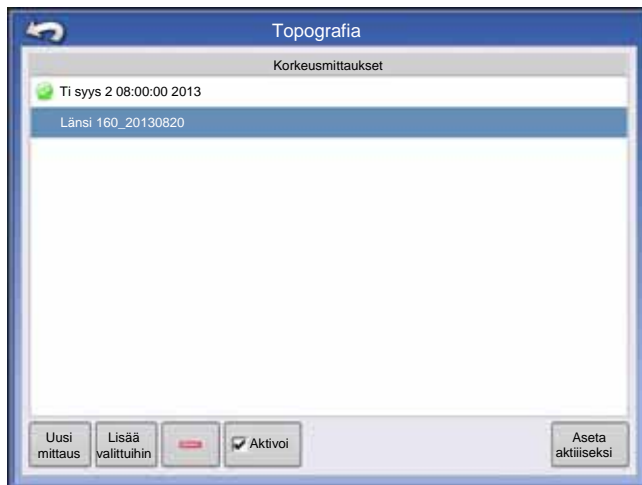 Topografia
Korkeusmittaukset
Ti syys 2 08:00:00 2013
Länsi 160_20130820
Uusi
mittaus
Lisää
valittuihin
Aktivoi
Aseta
aktiiiseksi